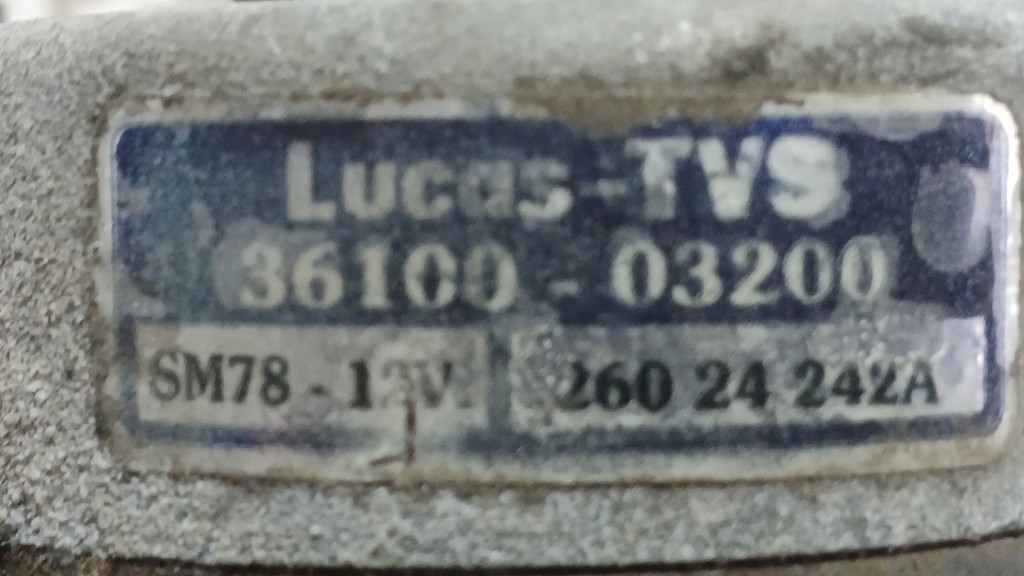 Lucas-TVS
36100 - 03200
SM78 - 12V. 260 24 242A